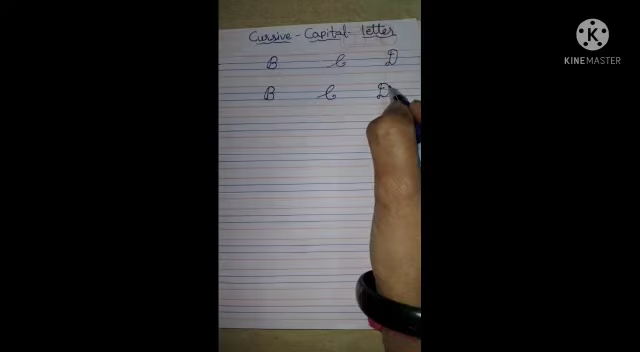 Cursive - Capital letter
B C D
B C D
K
KINEMASTER